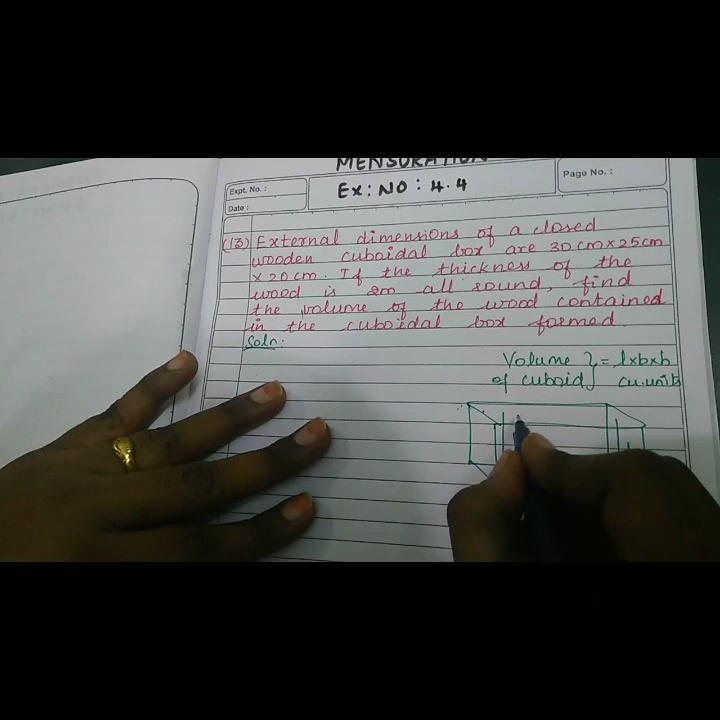 MENSURATION
Expt. No. :
Date :
Ex: NO : 4.4
Page No. :
(13) External dimensions of a closed
wooden cuboidal box are 30cm×25cm
×20cm. If the thickness of the
wood is 2m all round, find
the volume of the wood contained
in the cuboidal box formed.
Soln:
Volume } = l×b×h
of cuboid } cu.units